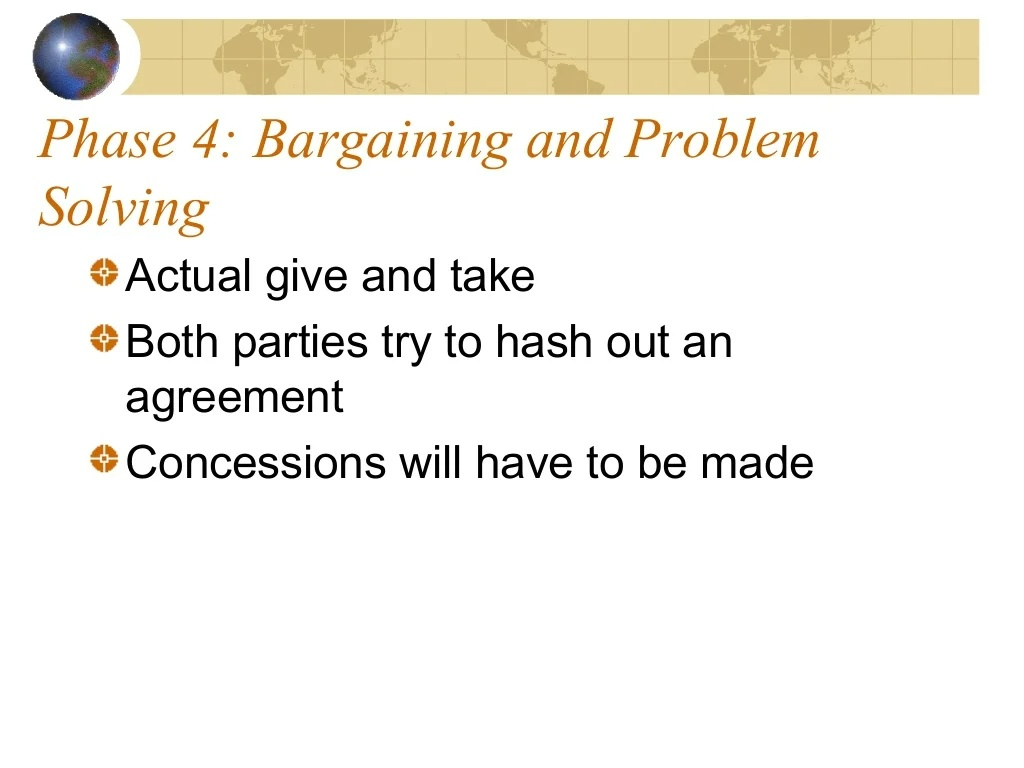 Phase 4: Bargaining and Problem
Solving
Actual give and take
Both parties try to hash out an
agreement
Concessions will have to be made